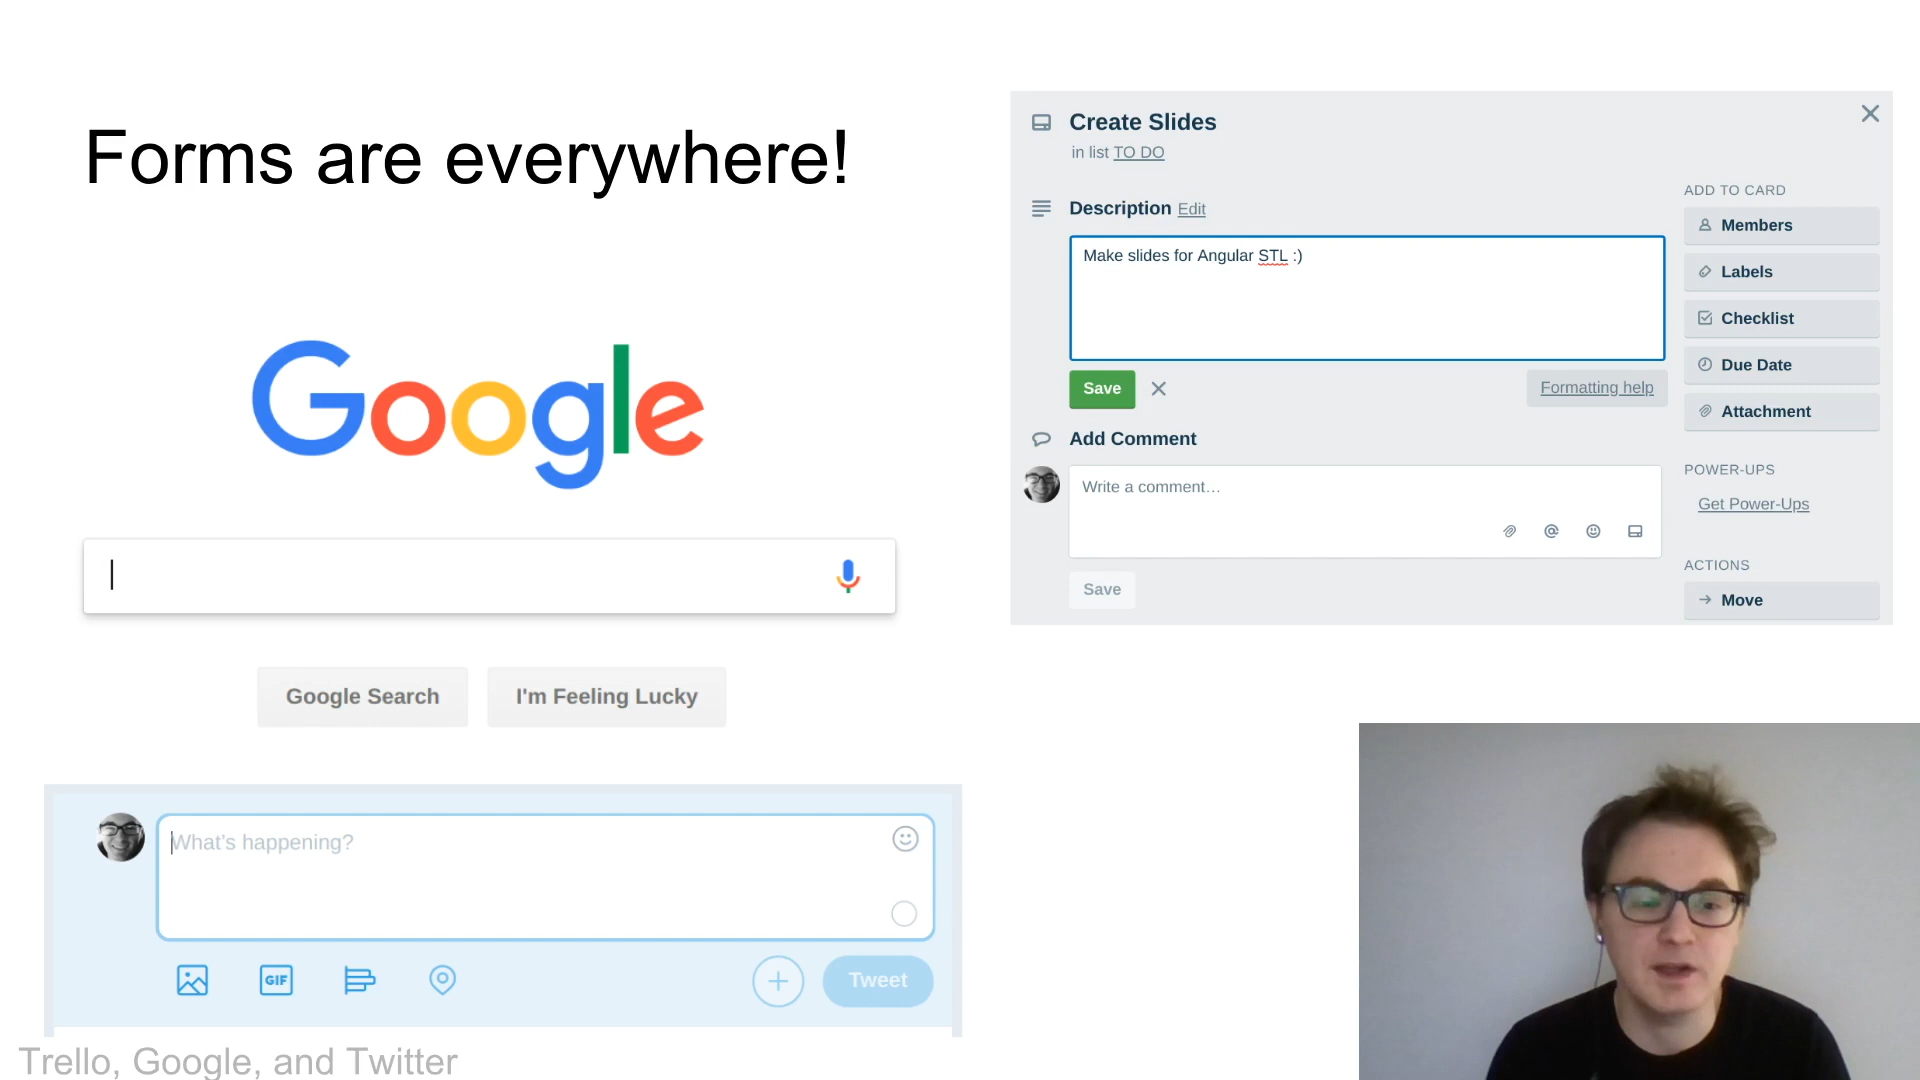 Forms are everywhere!
Google
Google Search
I'm Feeling Lucky
What's happening?
GIF
Tweet
Trello, Google, and Twitter
Create Slides
in list TO DO
Description Edit
Make slides for Angular STL :)
Save
Formatting help
Add Comment
Write a comment…
@
Save
ADD TO CARD
Members
Labels
Checklist
Due Date
Attachment
POWER-UPS
Get Power-Ups
ACTIONS
Move